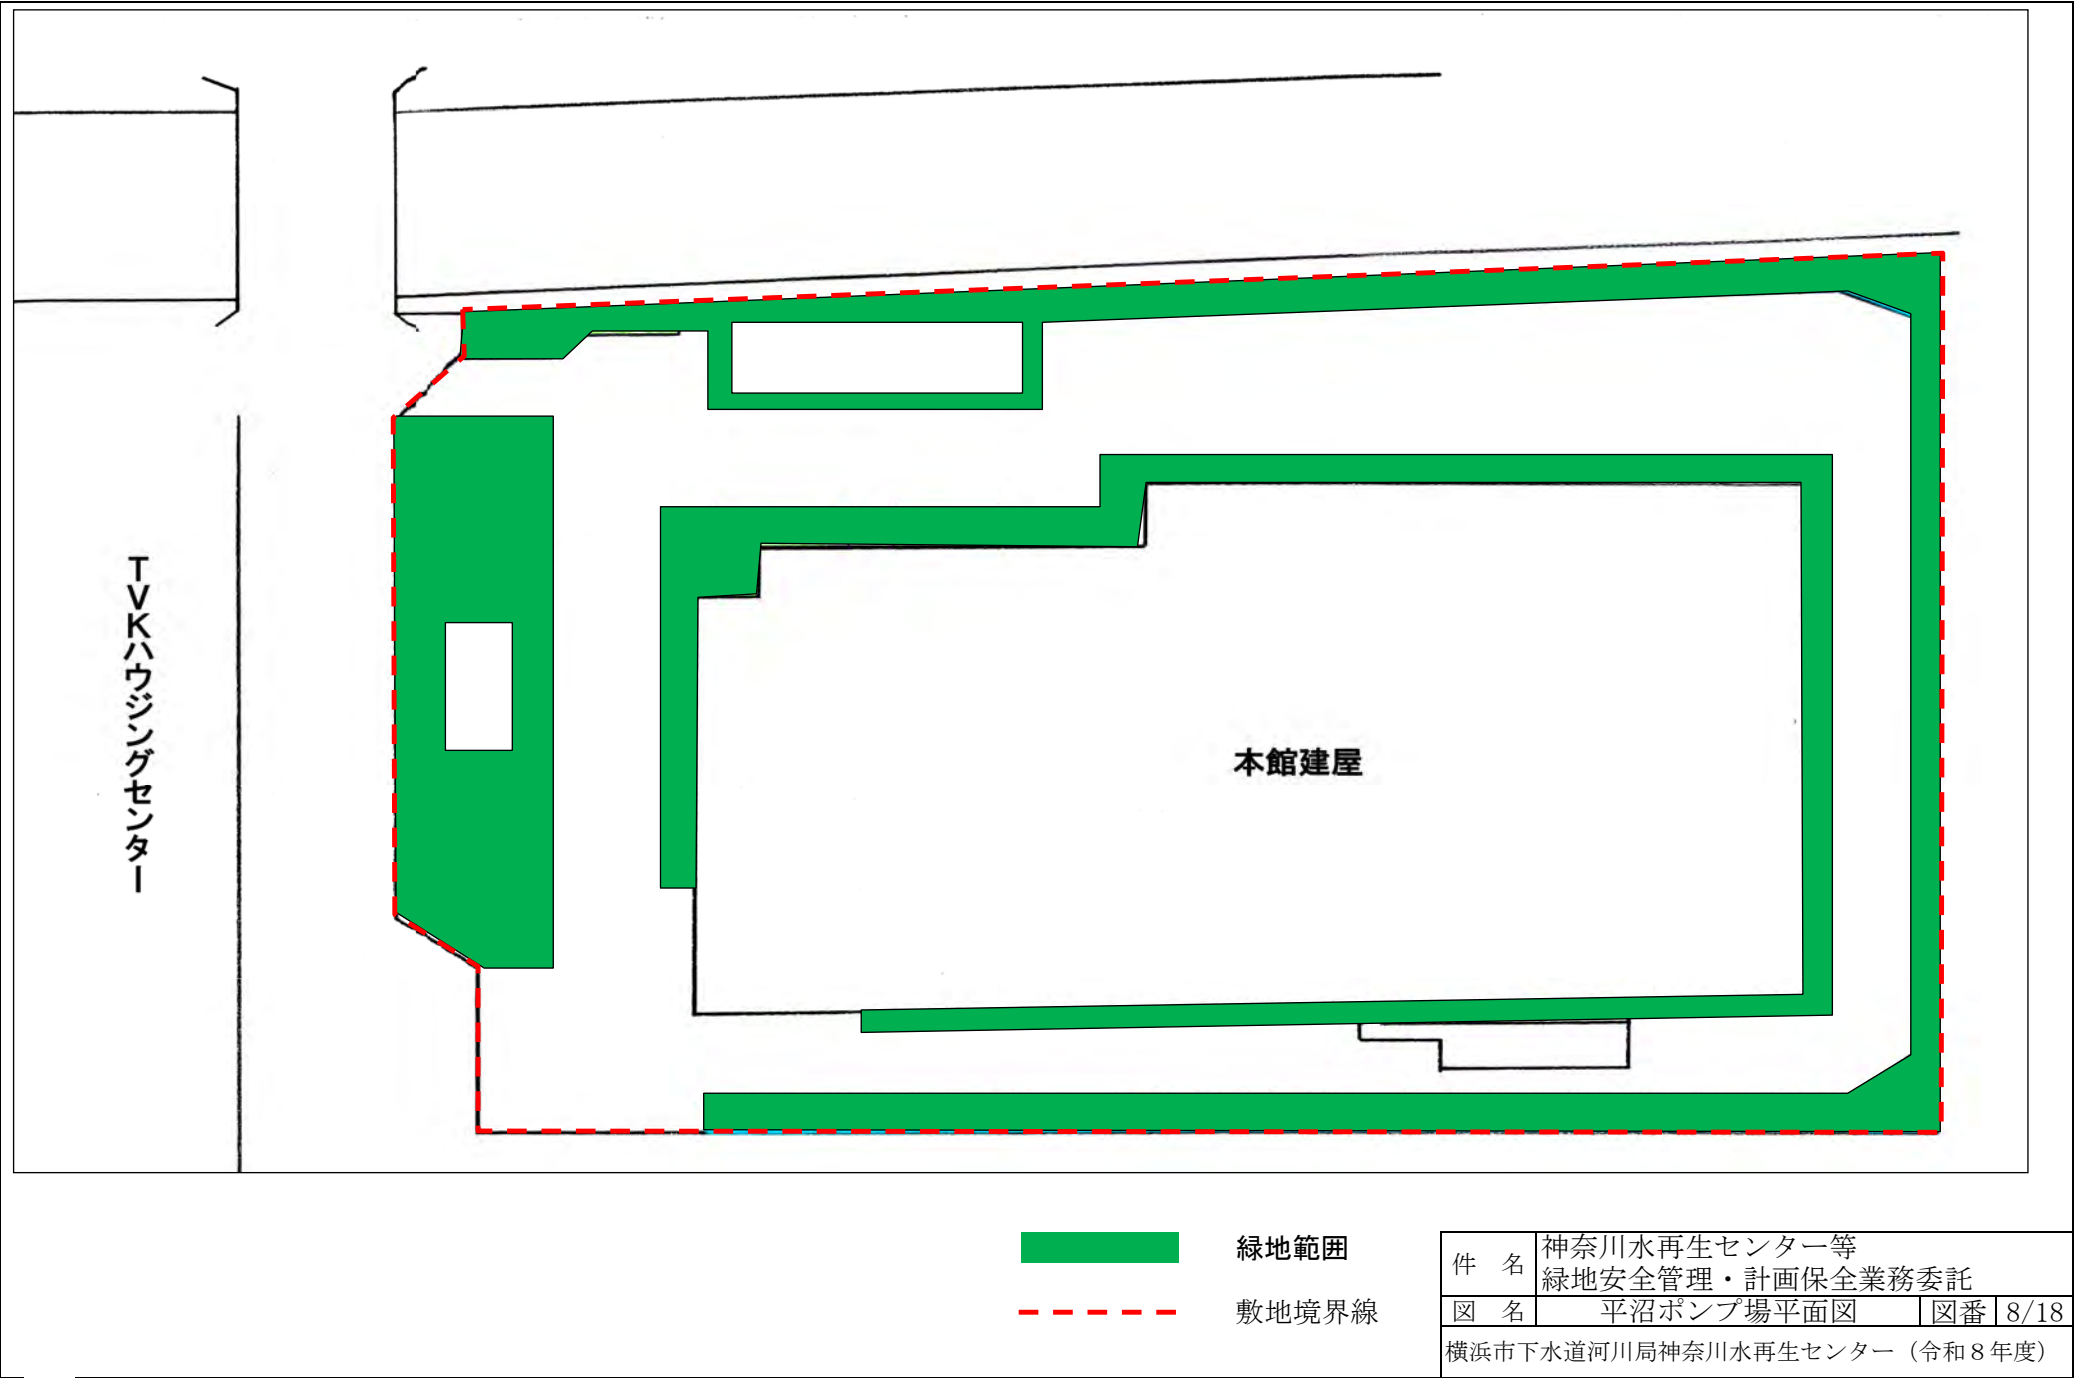 TVKハウジングセンター
本館建屋
緑地範囲
敷地境界線
件　名
神奈川水再生センター等
緑地安全管理・計画保全業務委託
図　名
平沼ポンプ場平面図
図番
8/18
横浜市下水道河川局神奈川水再生センター（令和８年度）